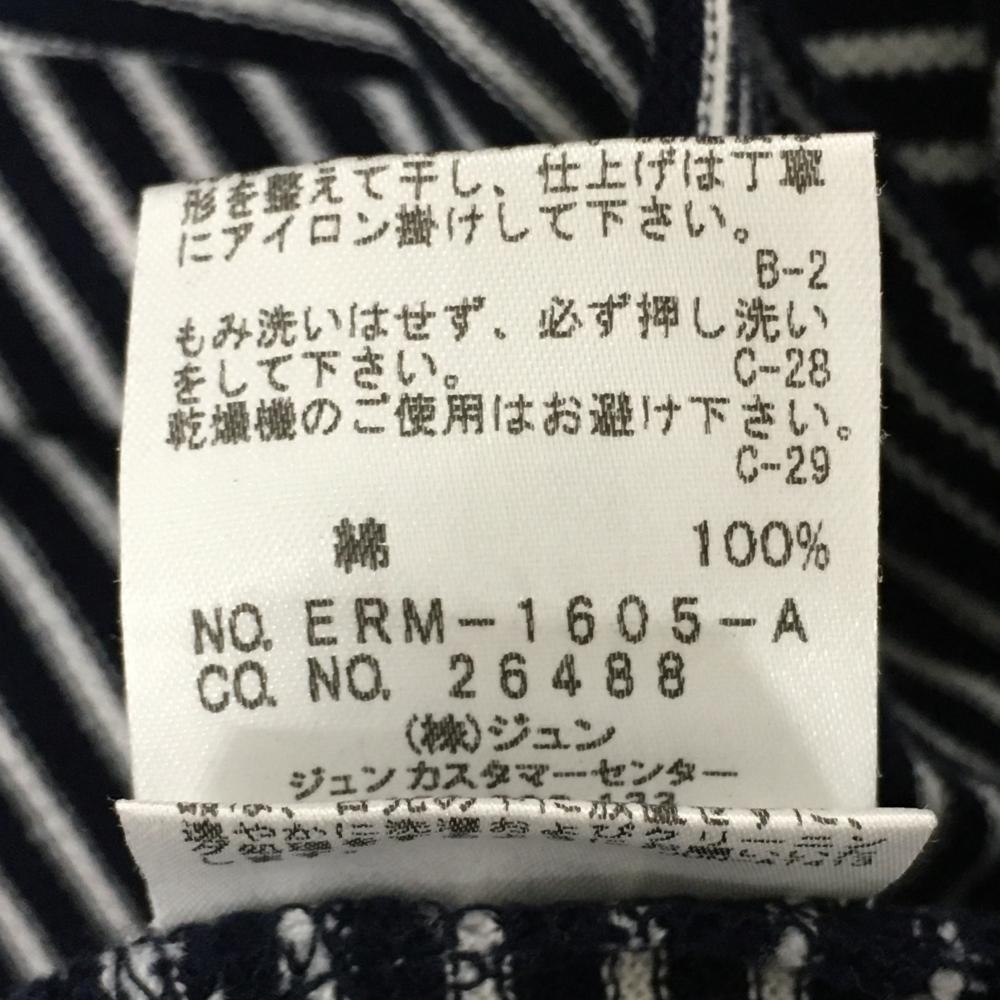 形を整えて干し、仕上げは丁寧
にアイロン掛けして下さい。
B-2
もみ洗いはせず、必ず押し洗い
をして下さい。
C-28
乾燥機のご使用はお避け下さい。
C-29
綿 100%
NO. ERM-1605-A
CO. NO. 26488
(株)ジュン
ジュンカスタマーセンター